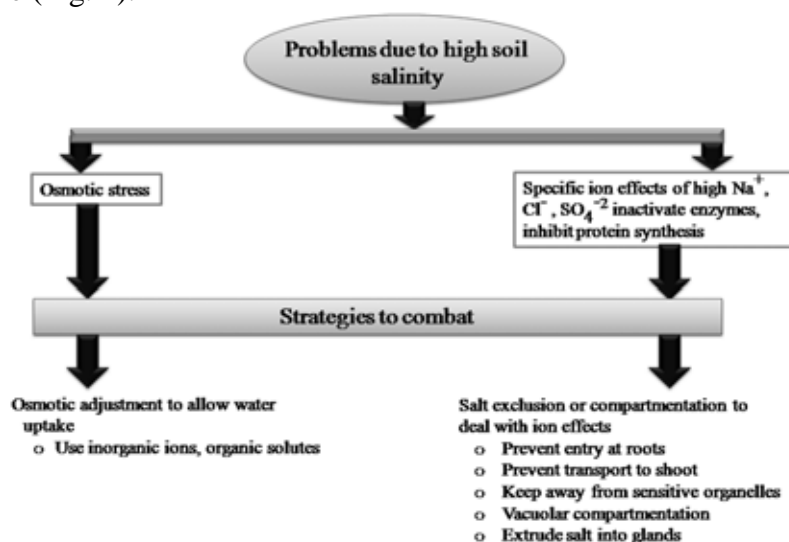 Problems due to high soil
salinity
Osmotic stress
Specific ion effects of high Na⁺,
Cl⁻, SO₄⁻² inactivate enzymes,
inhibit protein synthesis
Strategies to combat
Osmotic adjustment to allow water
uptake
o Use inorganic ions, organic solutes
Salt exclusion or compartmentation to
deal with ion effects
o Prevent entry at roots
o Prevent transport to shoot
o Keep away from sensitive organelles
o Vacuolar compartmentation
o Extrude salt into glands